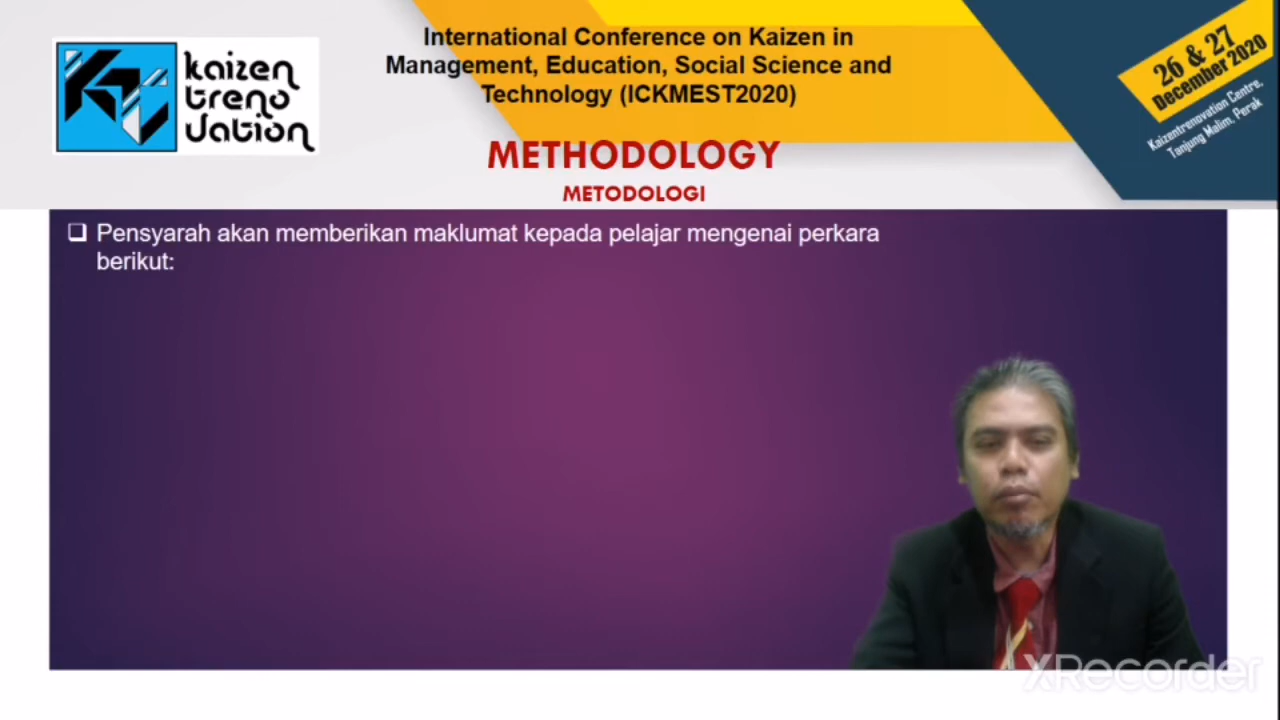 kaizen
treno
vation
International Conference on Kaizen in
Management, Education, Social Science and
Technology (ICKMEST2020)
26 & 27
December 2020
Kaizentrenovation Centre,
Tanjung Malim, Perak
METHODOLOGY
METODOLOGI
❑ Pensyarah akan memberikan maklumat kepada pelajar mengenai perkara
berikut:
XRecorder